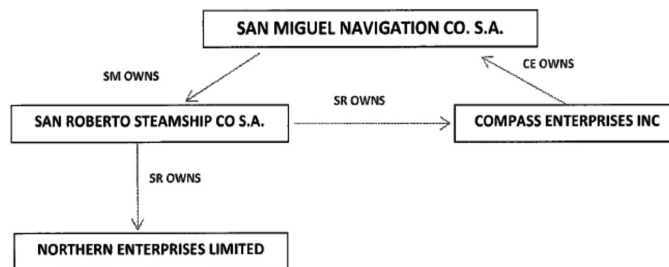 SAN MIGUEL NAVIGATION CO. S.A.
SM OWNS
CE OWNS
SR OWNS
SAN ROBERTO STEAMSHIP CO S.A.
COMPASS ENTERPRISES INC
SR OWNS
NORTHERN ENTERPRISES LIMITED